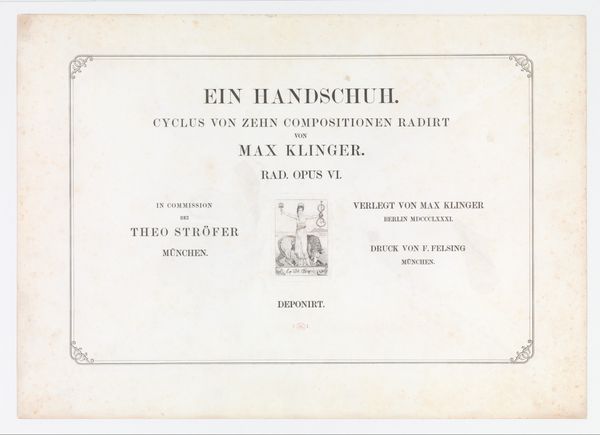 EIN HANDSCHUH.
CYCLUS VON ZEHN COMPOSITIONEN RADIRT
VON
MAX KLINGER.
RAD. OPUS VI.
IN COMMISSION
BEI
THEO STRÖFER
MÜNCHEN.
VERLEGT VON MAX KLINGER
BERLIN MDCCCLXXXI.
DRUCK VON F. FELSING
MÜNCHEN.
DEPONIRT.